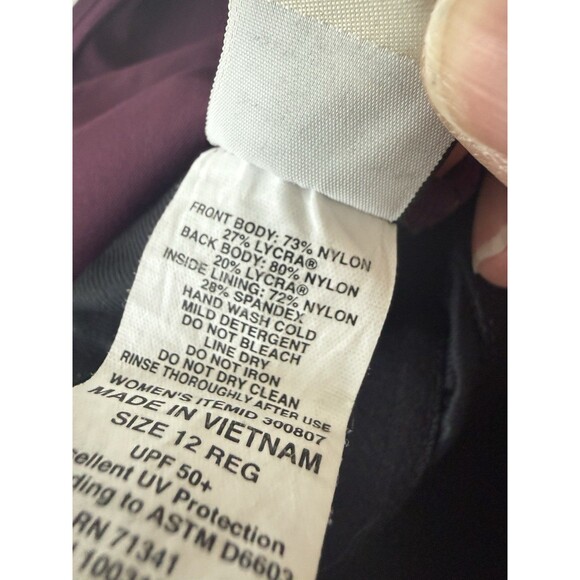 FRONT BODY: 73% NYLON
27% LYCRA®
BACK BODY: 80% NYLON
20% LYCRA®
INSIDE LINING: 72% NYLON
28% SPANDEX
HAND WASH COLD
MILD DETERGENT
DO NOT BLEACH
LINE DRY
DO NOT IRON
DO NOT DRY CLEAN
RINSE THOROUGHLY AFTER USE
WOMEN'S ITEMID 300807
MADE IN VIETNAM
SIZE 12 REG
UPF 50+
UV Protection
to ASTM D6603
RN 71341